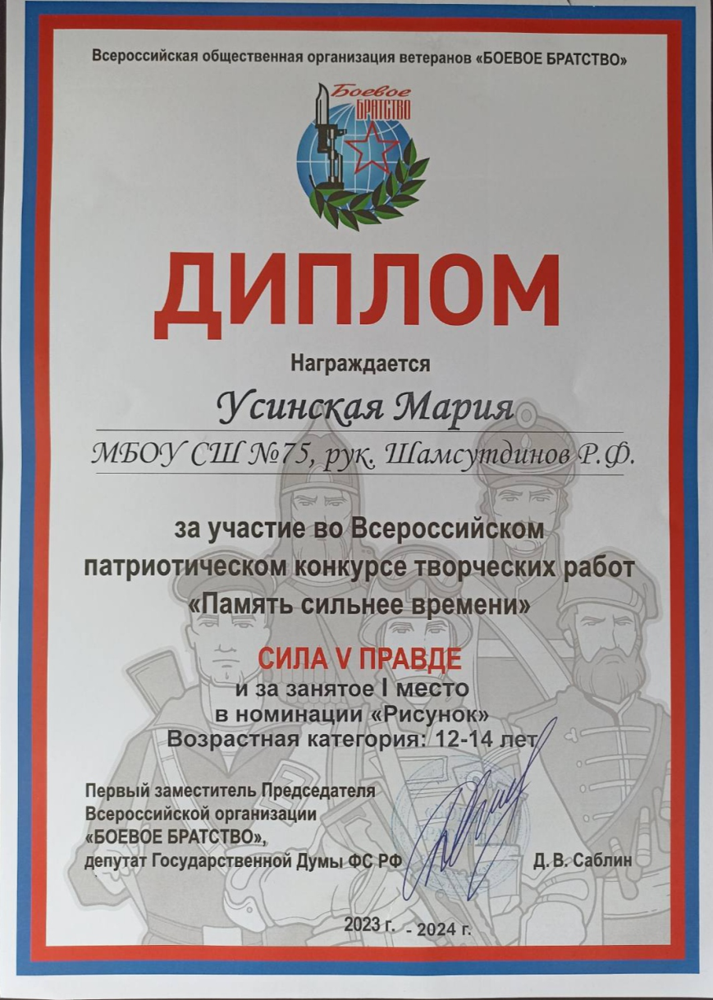 Всероссийская общественная организация ветеранов «БОЕВОЕ БРАТСТВО»
Боевое
БРАТСТВО
ДИПЛОМ
Награждается
Усинская Мария
МБОУ СШ №75, рук. Шамсутдинов Р.Ф.
за участие во Всероссийском
патриотическом конкурсе творческих работ
«Память сильнее времени»
СИЛА V ПРАВДЕ
и за занятое I место
в номинации «Рисунок»
Возрастная категория: 12-14 лет
Первый заместитель Председателя
Всероссийской организации
«БОЕВОЕ БРАТСТВО»,
депутат Государственной Думы ФС РФ
Д. В. Саблин
2023 г. - 2024 г.